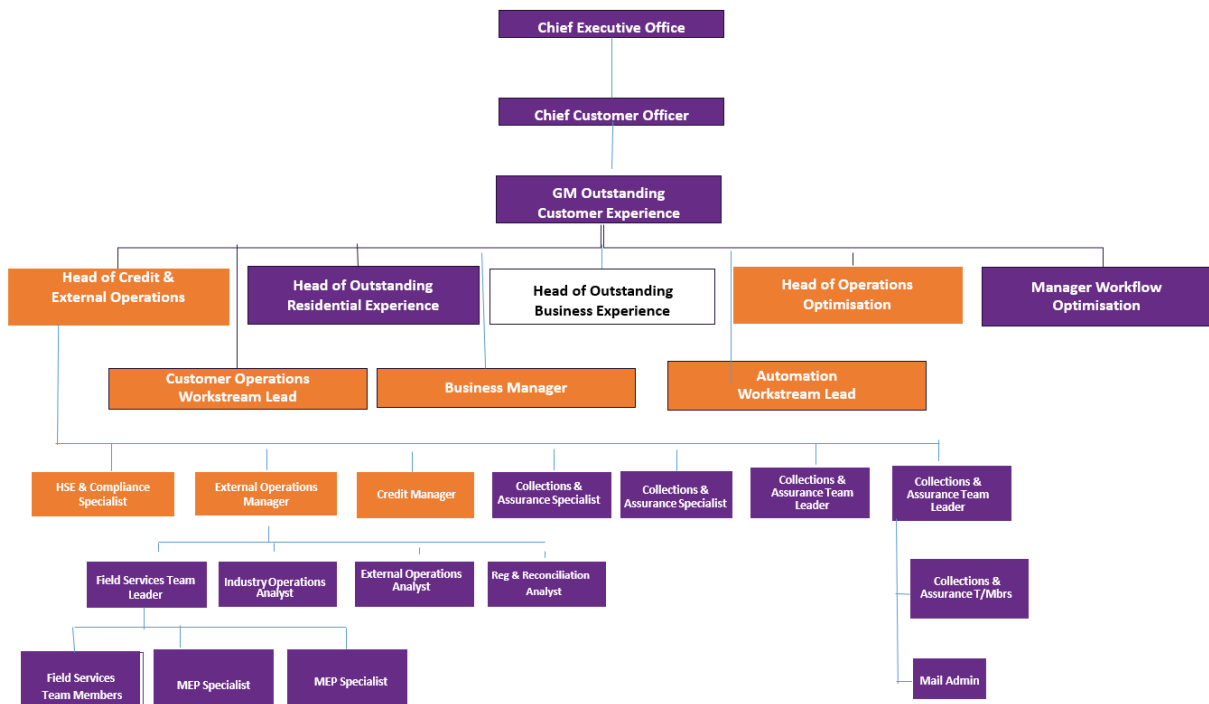 Chief Executive Office
Chief Customer Officer
GM Outstanding
Customer Experience
Head of Credit &
External Operations
Head of Outstanding
Residential Experience
Head of Outstanding
Business Experience
Head of Operations
Optimisation
Manager Workflow
Optimisation
Customer Operations
Workstream Lead
Business Manager
Automation
Workstream Lead
HSE & Compliance
Specialist
External Operations
Manager
Credit Manager
Collections &
Assurance Specialist
Collections &
Assurance Specialist
Collections &
Assurance Team
Leader
Collections &
Assurance Team
Leader
Field Services Team
Leader
Industry Operations
Analyst
External Operations
Analyst
Reg & Reconciliation
Analyst
Collections &
Assurance T/Mbrs
Field Services
Team Members
MEP Specialist
MEP Specialist
Mail Admin